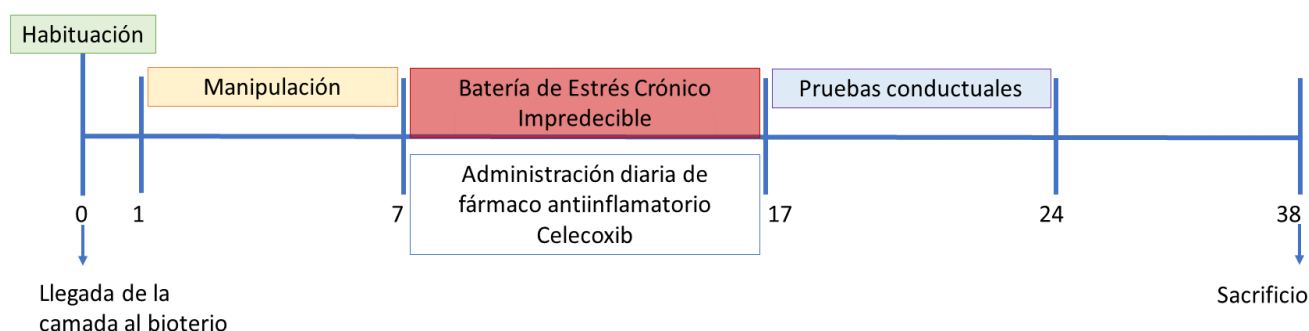 Habituación
Manipulación
Batería de Estrés Crónico
Impredecible
Pruebas conductuales
Administración diaria de
fármaco antiinflamatorio
Celecoxib
0
1
7
17
24
38
Llegada de la
camada al bioterio
Sacrificio